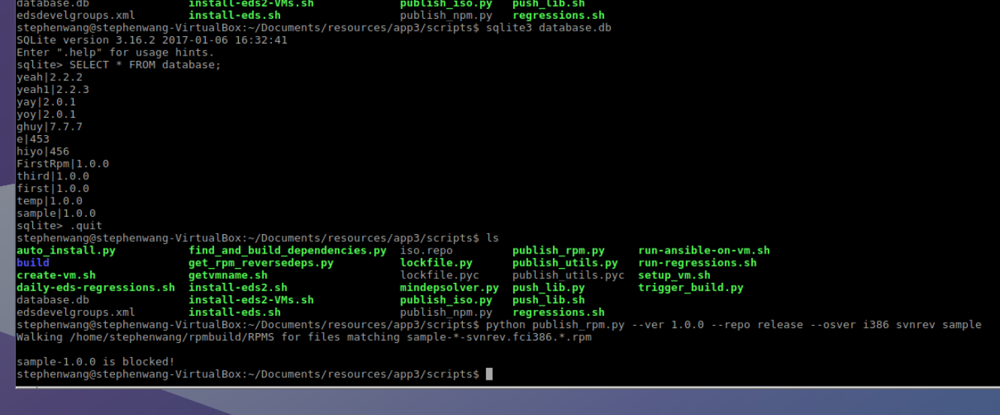 database.db install-eds2-VMs.sh publish_iso.py push_lib.sh
edsdevelgroups.xml install-eds.sh publish_npm.py regressions.sh
stephenwang@stephenwang-VirtualBox:~/Documents/resources/app3/scripts$ sqlite3 database.db
SQLite version 3.16.2 2017-01-06 16:32:41
Enter ".help" for usage hints.
sqlite> SELECT * FROM database;
yeah|2.2.2
yeah1|2.2.3
yay|2.0.1
yoy|2.0.1
ghuy|7.7.7
e|453
hiyo|456
FirstRpm|1.0.0
third|1.0.0
first|1.0.0
temp|1.0.0
sample|1.0.0
sqlite> .quit
stephenwang@stephenwang-VirtualBox:~/Documents/resources/app3/scripts$ ls
auto_install.py find_and_build_dependencies.py iso.repo publish_rpm.py run-ansible-on-vm.sh
build get_rpm_reversedeps.py lockfile.py publish_utils.py run-regressions.sh
create-vm.sh getvmname.sh lockfile.pyc publish_utils.pyc setup_vm.sh
daily-eds-regressions.sh install-eds2.sh mindepsolver.py push_lib.py trigger_build.py
database.db install-eds2-VMs.sh publish_iso.py push_lib.sh
edsdevelgroups.xml install-eds.sh publish_npm.py regressions.sh
stephenwang@stephenwang-VirtualBox:~/Documents/resources/app3/scripts$ python publish_rpm.py --ver 1.0.0 --repo release --osver i386 svnrev sample
Walking /home/stephenwang/rpmbuild/RPMS for files matching sample-*-svnrev.fci386.*.rpm
sample-1.0.0 is blocked!
stephenwang@stephenwang-VirtualBox:~/Documents/resources/app3/scripts$